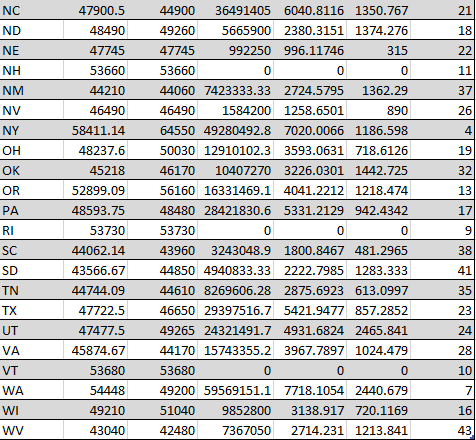 NC 47900.5 44900 36491405 6040.8116 1350.767 21
ND 48490 49260 5665900 2380.3151 1374.276 18
NE 47745 47745 992250 996.11746 315 22
NH 53660 53660 0 0 0 11
NM 44210 44060 7423333.33 2724.5795 1362.29 37
NV 46490 46490 1584200 1258.6501 890 26
NY 58411.14 64550 49280492.8 7020.0066 1186.598 4
OH 48237.6 50030 12910102.3 3593.0631 718.6126 19
OK 45218 46170 10407270 3226.0301 1442.725 32
OR 52899.09 56160 16331469.1 4041.2212 1218.474 13
PA 48593.75 48480 28421830.6 5331.2129 942.4342 17
RI 53730 53730 0 0 0 9
SC 44062.14 43960 3243048.9 1800.8467 481.2965 38
SD 43566.67 44850 4940833.33 2222.7985 1283.333 41
TN 44744.09 44610 8269606.28 2875.6923 613.0997 35
TX 47722.5 46650 29397516.7 5421.9477 857.2852 23
UT 47477.5 49265 24321491.7 4931.6824 2465.841 24
VA 45874.67 44170 15743355.2 3967.7897 1024.479 28
VT 53680 53680 0 0 0 10
WA 54448 49200 59569151.1 7718.1054 2440.679 7
WI 49210 51040 9852800 3138.917 720.1169 16
WV 43040 42480 7367050 2714.231 1213.841 43